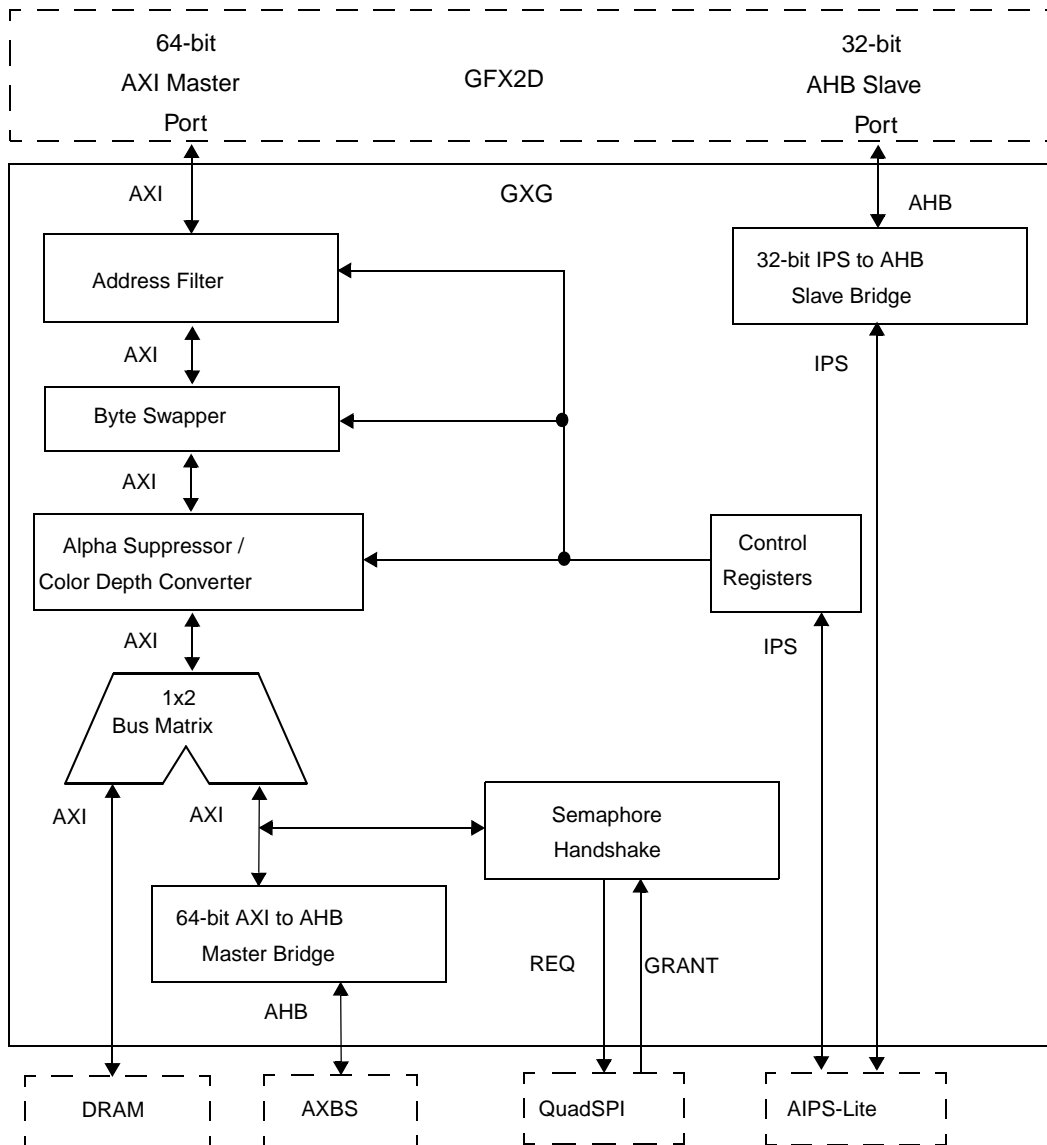 64-bit
AXI Master
Port
GFX2D
32-bit
AHB Slave
Port
AXI
GXG
AHB
Address Filter
32-bit IPS to AHB
Slave Bridge
AXI
IPS
Byte Swapper
AXI
Alpha Suppressor /
Color Depth Converter
Control
Registers
AXI
IPS
1x2
Bus Matrix
AXI
AXI
Semaphore
Handshake
64-bit AXI to AHB
Master Bridge
REQ
GRANT
AHB
DRAM
AXBS
QuadSPI
AIPS-Lite